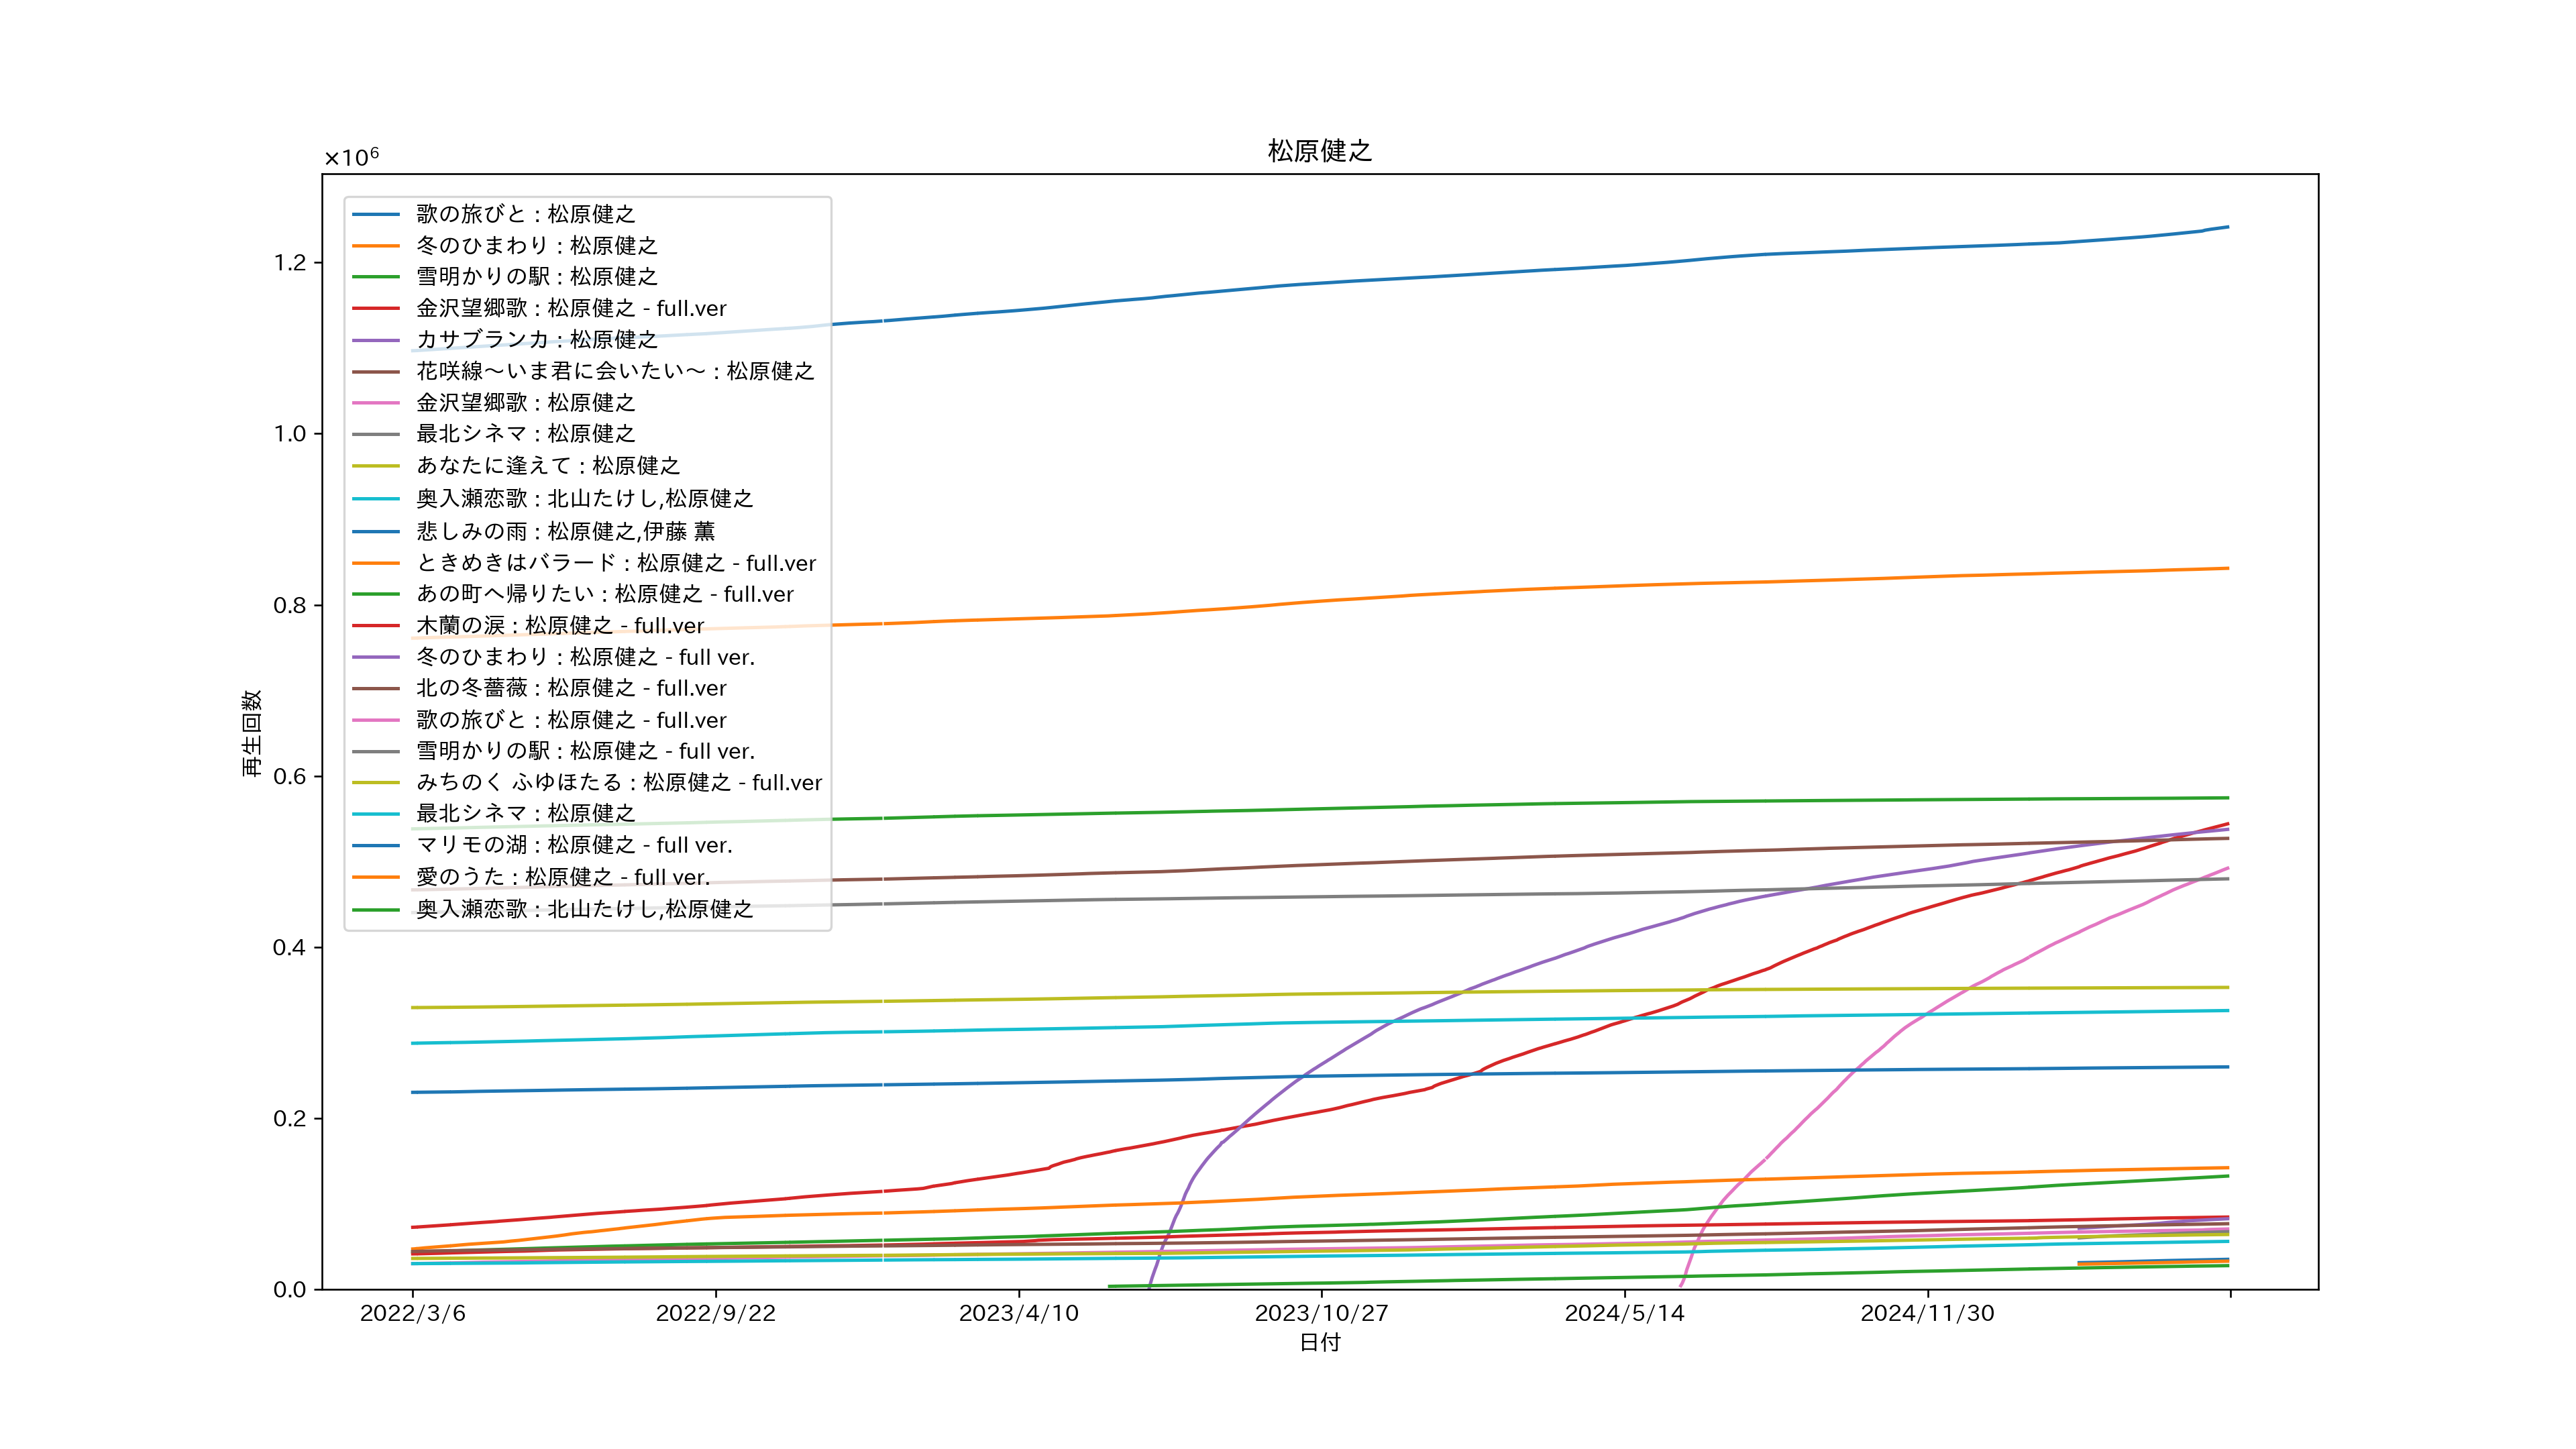 松原健之
×10⁶
1.2
1.0
0.8
0.6
0.4
0.2
0.0
再生回数
歌の旅びと : 松原健之
冬のひまわり : 松原健之
雪明かりの駅 : 松原健之
金沢望郷歌 : 松原健之 - full.ver
カサブランカ : 松原健之
花咲線〜いま君に会いたい〜 : 松原健之
金沢望郷歌 : 松原健之
最北シネマ : 松原健之
あなたに逢えて : 松原健之
奥入瀬恋歌 : 北山たけし,松原健之
悲しみの雨 : 松原健之,伊藤 薫
ときめきはバラード : 松原健之 - full.ver
あの町へ帰りたい : 松原健之 - full.ver
木蘭の涙 : 松原健之 - full.ver
冬のひまわり : 松原健之 - full ver.
北の冬薔薇 : 松原健之 - full.ver
歌の旅びと : 松原健之 - full.ver
雪明かりの駅 : 松原健之 - full ver.
みちのく ふゆほたる : 松原健之 - full.ver
最北シネマ : 松原健之
マリモの湖 : 松原健之 - full ver.
愛のうた : 松原健之 - full ver.
奥入瀬恋歌 : 北山たけし,松原健之
2022/3/6 2022/9/22 2023/4/10 2023/10/27 2024/5/14 2024/11/30
日付